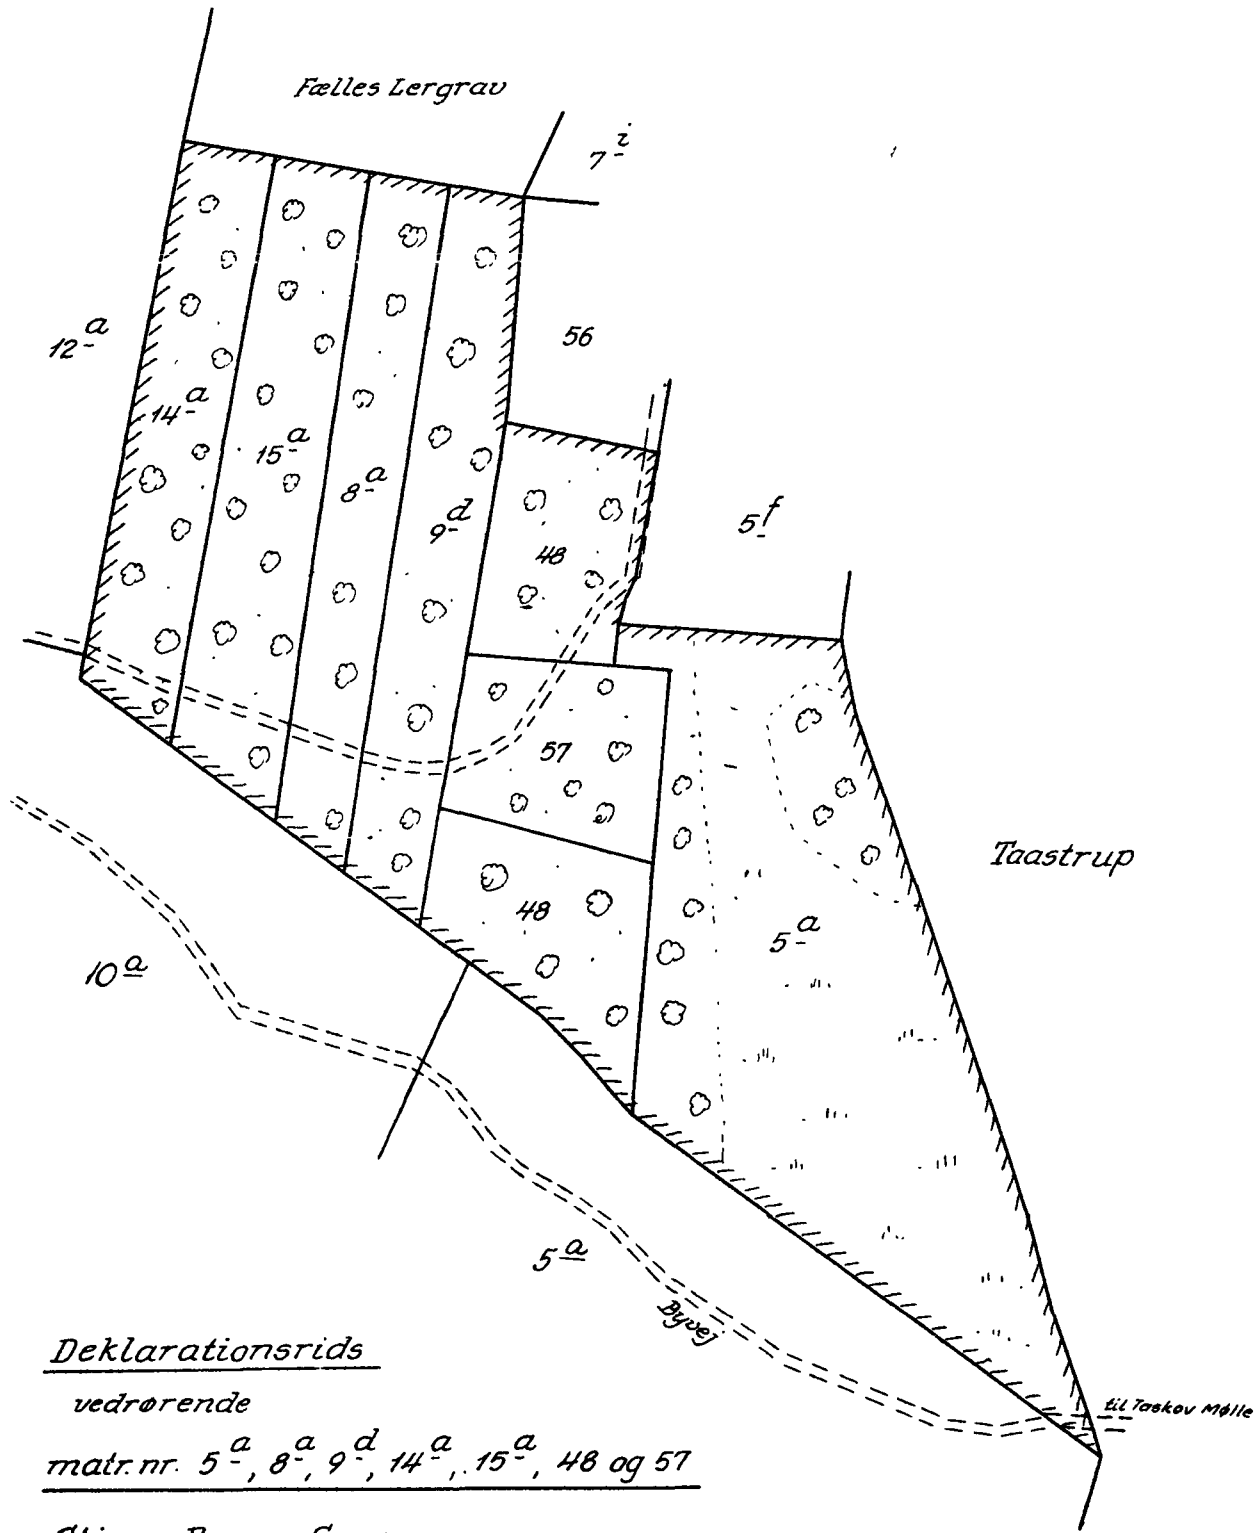 Fælles Lergrav
7 i
12 a
56
14 a
15 a
8 a
9 d
5 f
48
57
Taastrup
48
5 a
10 a
5 a
Byvej
Deklarationsrids
vedrørende
til Taskov Mølle
matr. nr. 5 a, 8 a, 9 d, 14 a, 15 a, 48 og 57